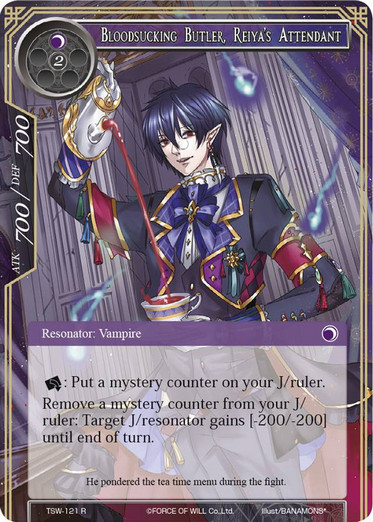 Bloodsucking Butler, Reiya's Attendant
2
ATK 700 / DEF 700
Resonator: Vampire
: Put a mystery counter on your J/ruler.
Remove a mystery counter from your J/
ruler: Target J/resonator gains [-200/-200]
until end of turn.
He pondered the tea time menu during the fight.
TSW-121 R
©FORCE OF WILL Co.,Ltd.
Illust/BANAMONS*